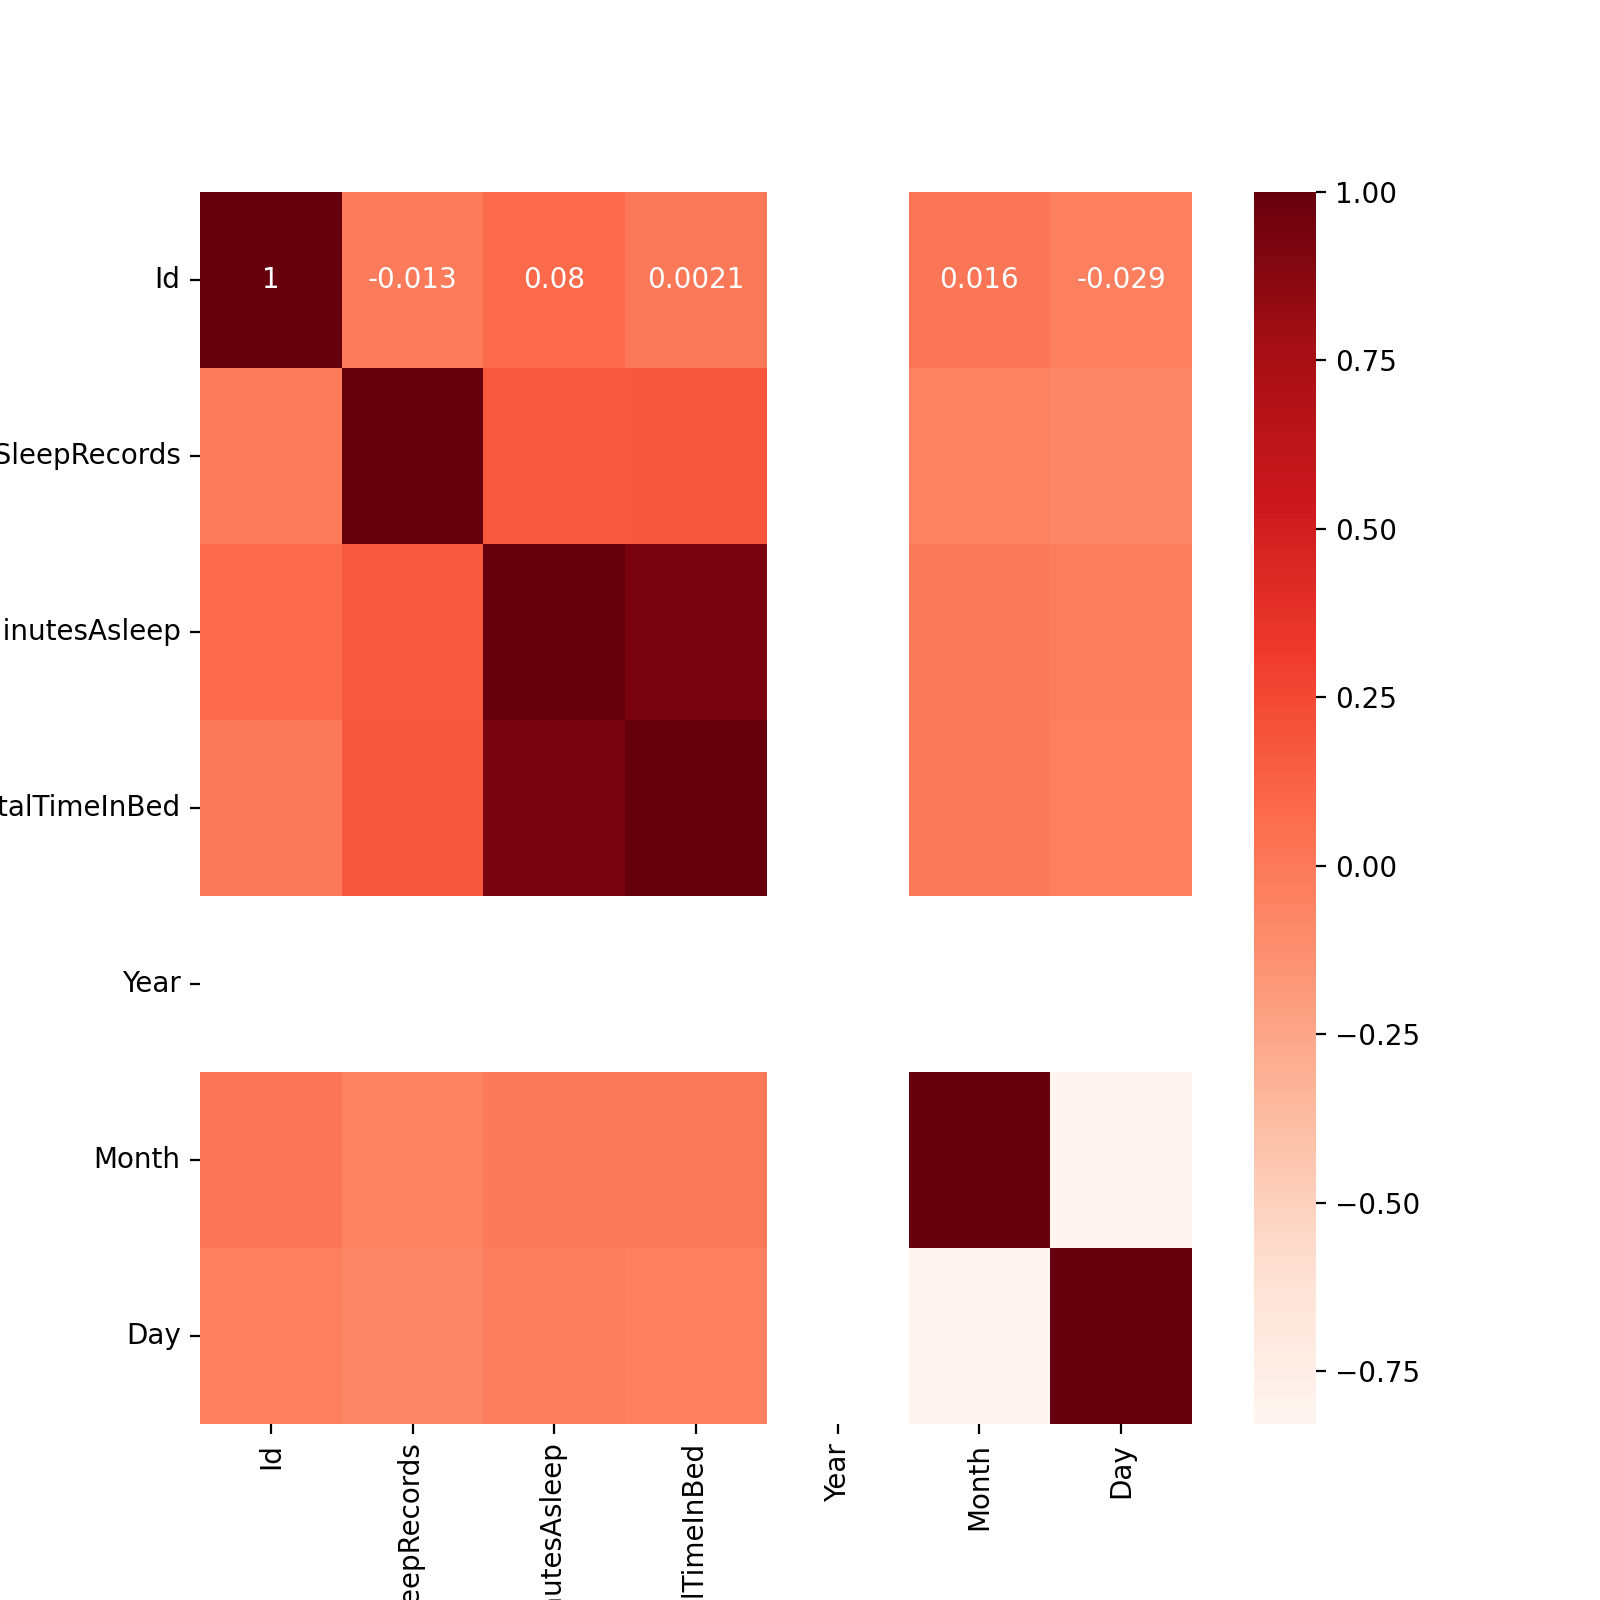 1.00
Id 1 -0.013 0.08 0.0021 0.016 -0.029
0.75
SleepRecords
0.50
inutesAsleep
0.25
talTimeInBed
0.00
Year
−0.25
Month
−0.50
Day
−0.75
Id
eepRecords
utesAsleep
lTimeInBed
Year
Month
Day